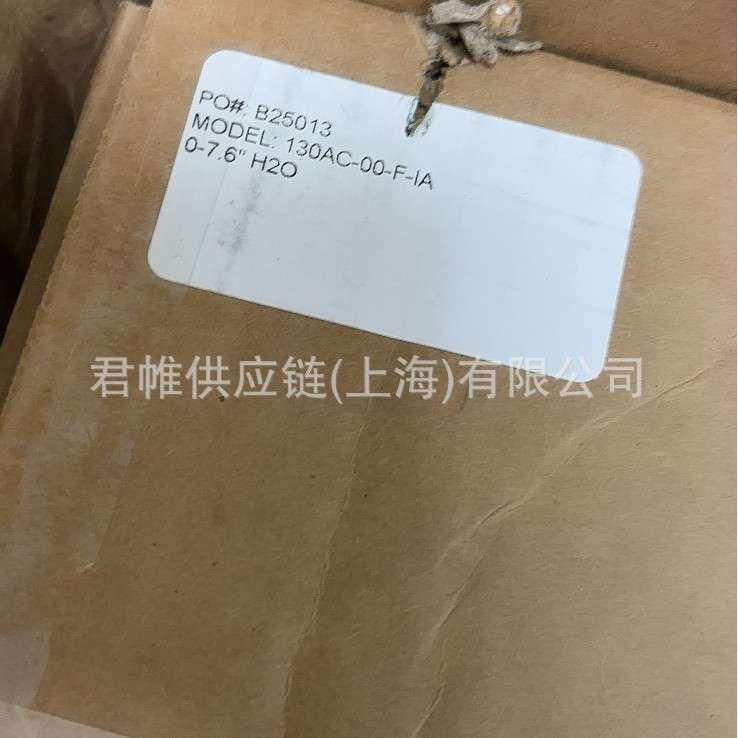 PO#: B25013
MODEL: 130AC-00-F-IA
0-7.6" H2O
君帷供应链(上海)有限公司